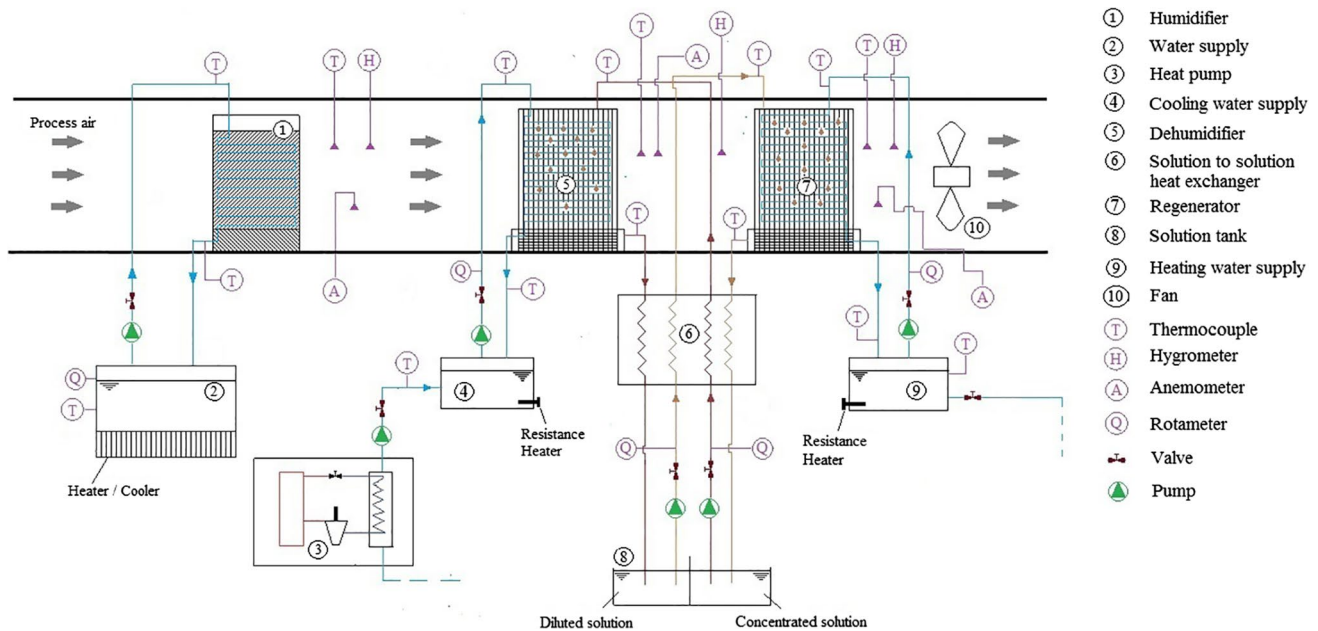 T
T
H
T
T
T
H
A
T
T
T
H
Process air
1
5
7
10
T
T
T
A
Q
T
Q
A
T
T
T
Q
T
2
4
6
9
Resistance
Heater
Resistance
Heater
Heater / Cooler
Q
Q
3
8
Diluted solution
Concentrated solution
1 Humidifier
2 Water supply
3 Heat pump
4 Cooling water supply
5 Dehumidifier
6 Solution to solution
heat exchanger
7 Regenerator
8 Solution tank
9 Heating water supply
10 Fan
T Thermocouple
H Hygrometer
A Anemometer
Q Rotameter
Valve
Pump